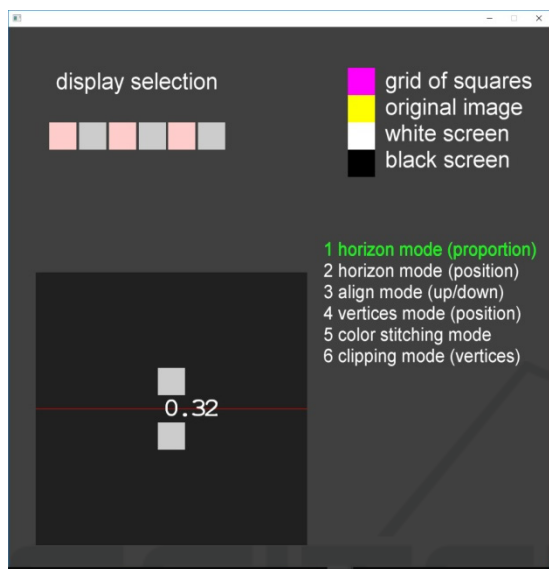 display selection
grid of squares
original image
white screen
black screen
1 horizon mode (proportion)
2 horizon mode (position)
3 align mode (up/down)
4 vertices mode (position)
5 color stitching mode
6 clipping mode (vertices)
0.32